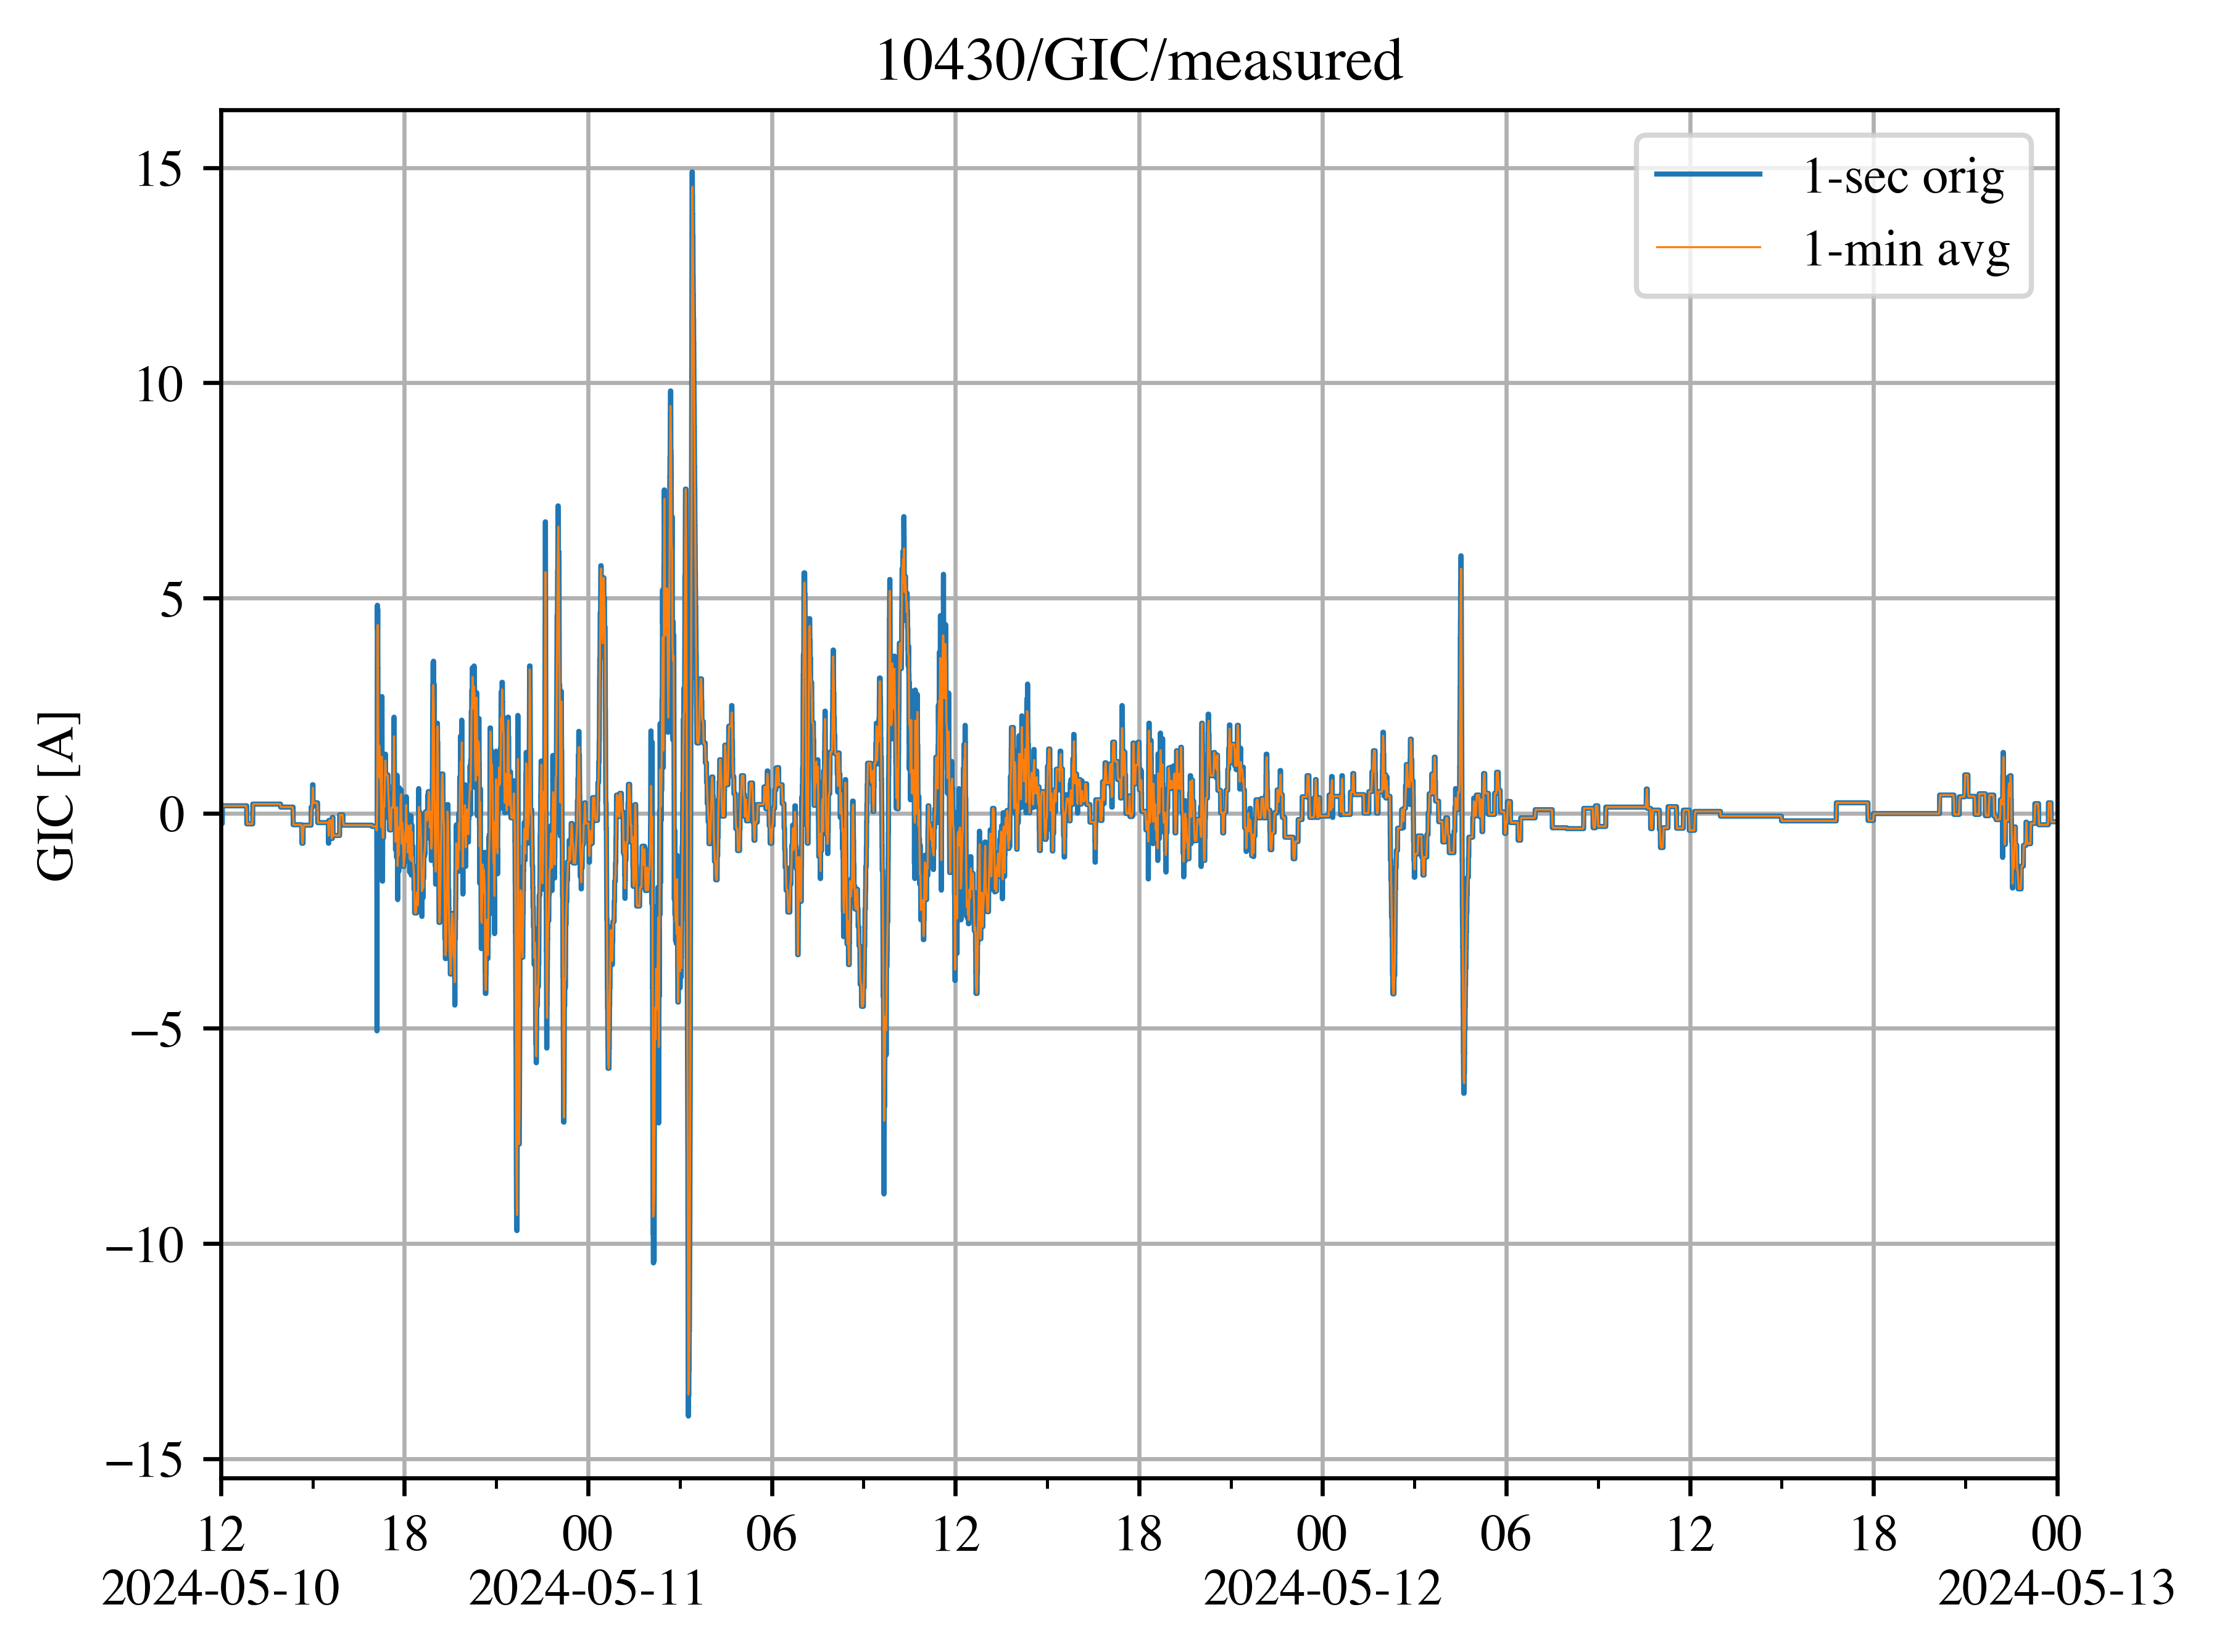 10430/GIC/measured
1-sec orig
1-min avg
GIC [A]
15
10
5
0
−5
−10
−15
12 18 00 06 12 18 00 06 12 18 00
2024-05-10 2024-05-11 2024-05-12 2024-05-13